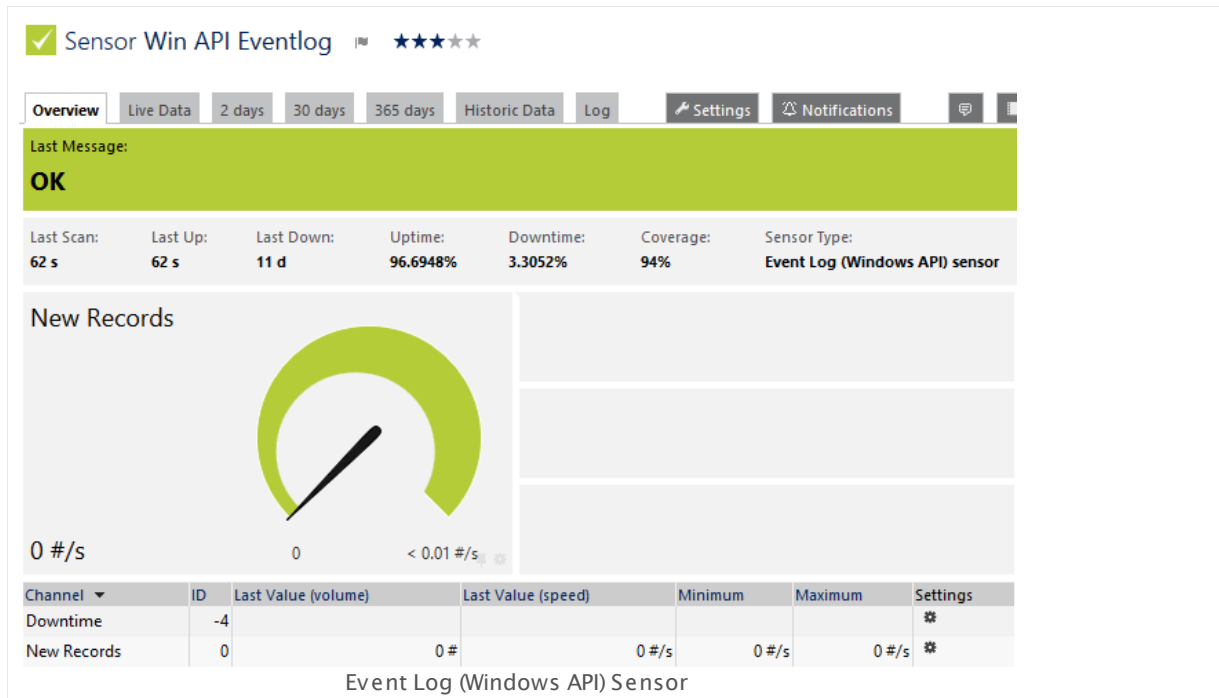 Sensor Win API Eventlog
Overview Live Data 2 days 30 days 365 days Historic Data Log Settings Notifications
Last Message:
OK
Last Scan: Last Up: Last Down: Uptime: Downtime: Coverage: Sensor Type:
62 s 62 s 11 d 96.6948% 3.3052% 94% Event Log (Windows API) sensor
New Records
0 #/s 0 < 0.01 #/s
Channel ID Last Value (volume) Last Value (speed) Minimum Maximum Settings
Downtime -4
New Records 0 0 # 0 #/s 0 #/s 0 #/s
Event Log (Windows API) Sensor